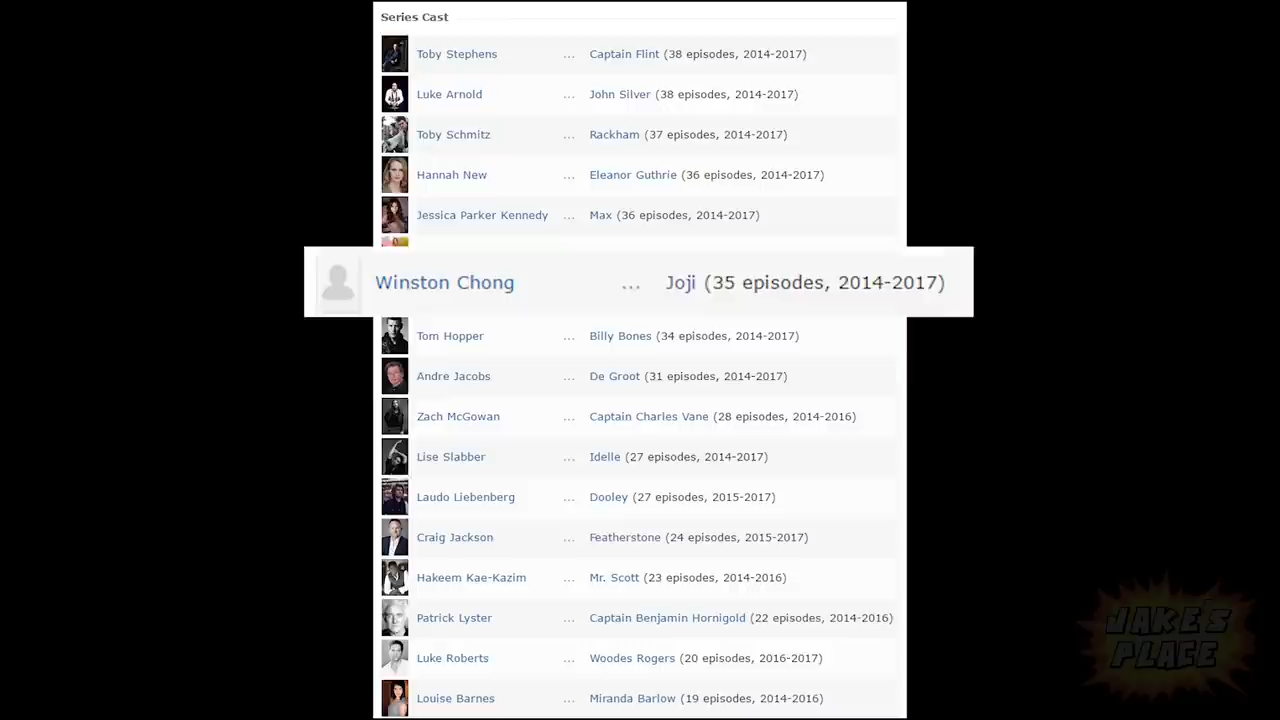 Series Cast
Toby Stephens ... Captain Flint (38 episodes, 2014-2017)
Luke Arnold ... John Silver (38 episodes, 2014-2017)
Toby Schmitz ... Rackham (37 episodes, 2014-2017)
Hannah New ... Eleanor Guthrie (36 episodes, 2014-2017)
Jessica Parker Kennedy ... Max (36 episodes, 2014-2017)
Winston Chong ... Joji (35 episodes, 2014-2017)
Tom Hopper ... Billy Bones (34 episodes, 2014-2017)
Andre Jacobs ... De Groot (31 episodes, 2014-2017)
Zach McGowan ... Captain Charles Vane (28 episodes, 2014-2016)
Lise Slabber ... Idelle (27 episodes, 2014-2017)
Laudo Liebenberg ... Dooley (27 episodes, 2015-2017)
Craig Jackson ... Featherstone (24 episodes, 2015-2017)
Hakeem Kae-Kazim ... Mr. Scott (23 episodes, 2014-2016)
Patrick Lyster ... Captain Benjamin Hornigold (22 episodes, 2014-2016)
Luke Roberts ... Woodes Rogers (20 episodes, 2016-2017)
Louise Barnes ... Miranda Barlow (19 episodes, 2014-2016)
JAKE'S
PLACE